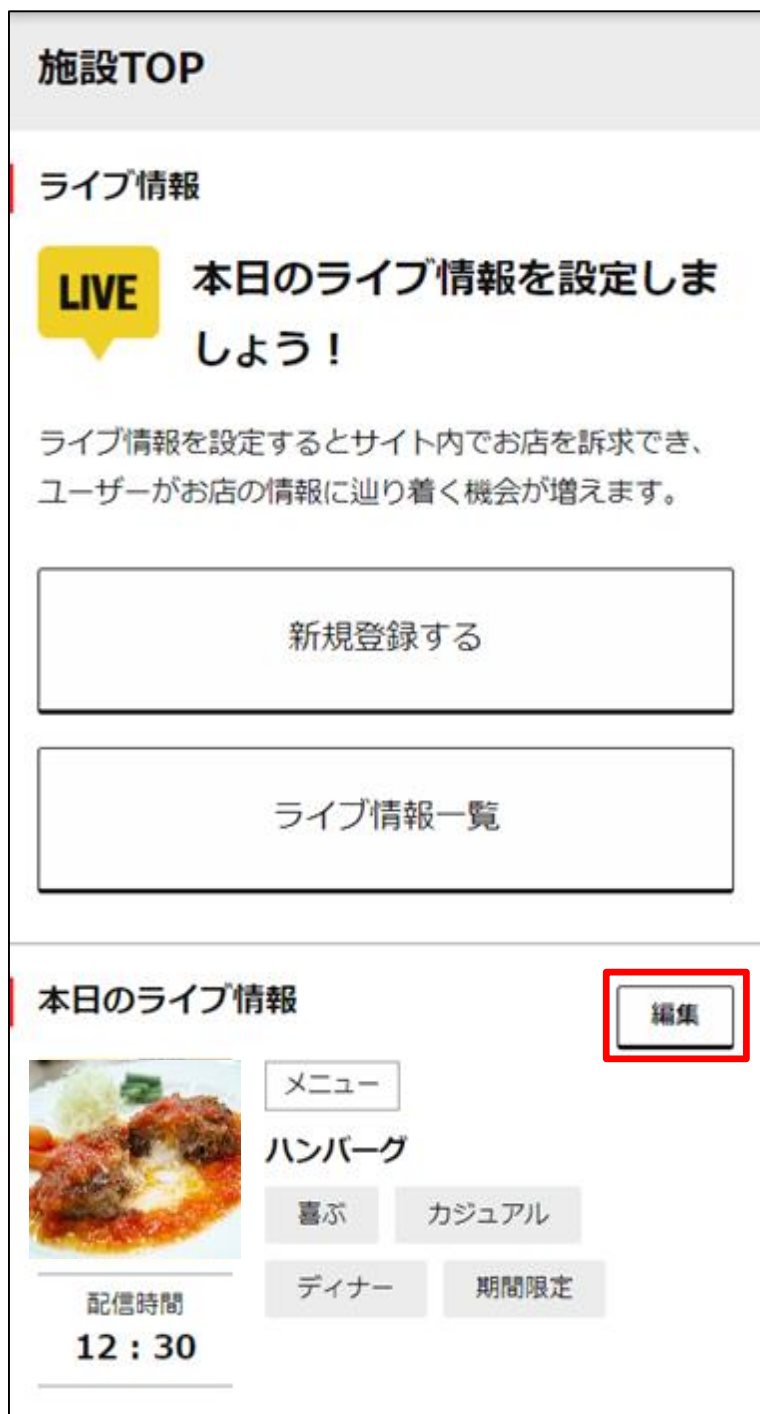 施設TOP
ライブ情報
LIVE
本日のライブ情報を設定しま
しょう！
ライブ情報を設定するとサイト内でお店を訴求でき、
ユーザーがお店の情報に辿り着く機会が増えます。
新規登録する
ライブ情報一覧
本日のライブ情報
編集
メニュー
ハンバーグ
喜ぶ カジュアル
ディナー 期間限定
配信時間
12：30